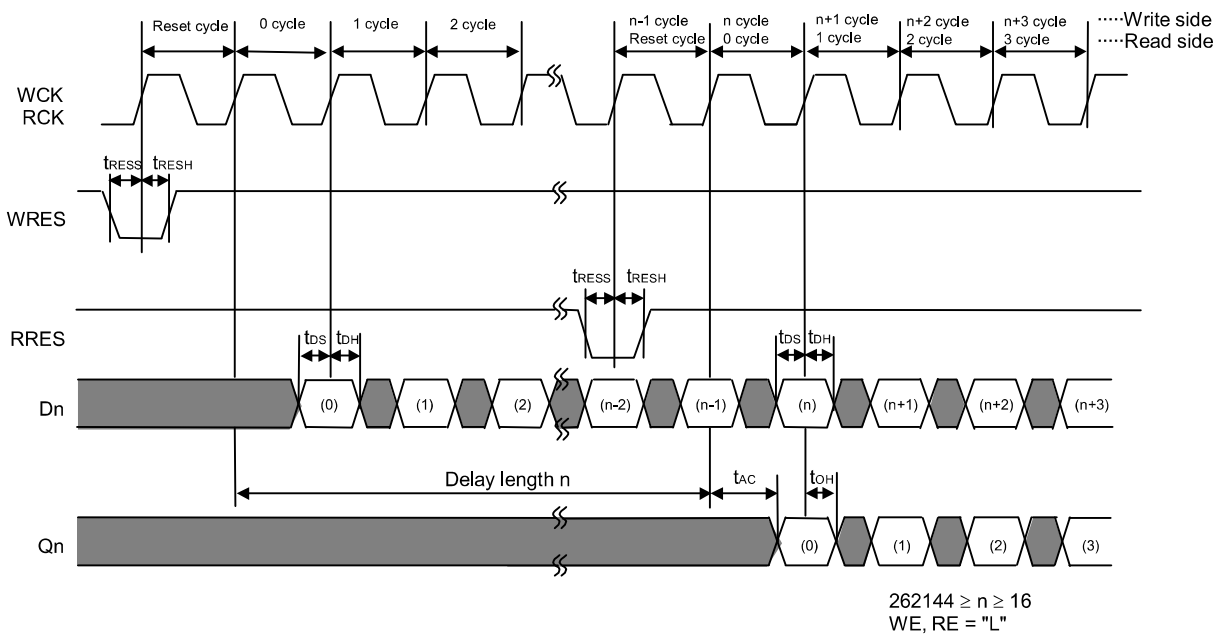 Reset cycle 0 cycle 1 cycle 2 cycle n-1 cycle n cycle n+1 cycle n+2 cycle n+3 cycle ·····Write side
Reset cycle 0 cycle 1 cycle 2 cycle 3 cycle ·····Read side
WCK
RCK
tRESS tRESH
WRES
tRESS tRESH
RRES
tDS tDH tDS tDH
Dn (0) (1) (2) (n-2) (n-1) (n) (n+1) (n+2) (n+3)
Delay length n tAC tOH
Qn (0) (1) (2) (3)
262144 ≥ n ≥ 16
WE, RE = "L"